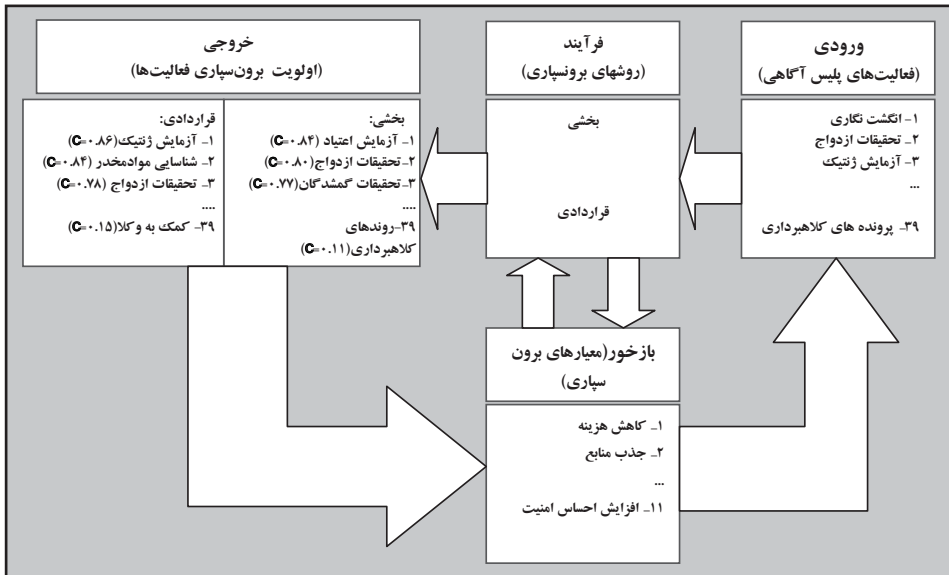 ورودی
(فعالیت‌های پلیس آگاهی)
۱- انگشت نگاری
۲- تحقیقات ازدواج
۳- آزمایش ژنتیک
...
۳۹- پرونده های کلاهبرداری
فرآیند
(روشهای برونسپاری)
بخشی
قراردادی
خروجی
(اولویت برون‌سپاری فعالیت‌ها)
بخشی:
۱- آزمایش اعتیاد (C=۰.۸۴)
۲- تحقیقات ازدواج (C=۰.۸۰)
۳- تحقیقات گمشدگان (C=۰.۷۷)
....
۳۹- روندهای
کلاهبرداری (C=۰.۱۱)
قراردادی:
۱- آزمایش ژنتیک (C=۰.۸۶)
۲- شناسایی موادمخدر (C=۰.۸۴)
۳- تحقیقات ازدواج (C=۰.۷۸)
....
۳۹- کمک به وکلا (C=۰.۱۵)
بازخور(معیارهای برون
سپاری)
۱- کاهش هزینه
۲- جذب منابع
...
۱۱- افزایش احساس امنیت